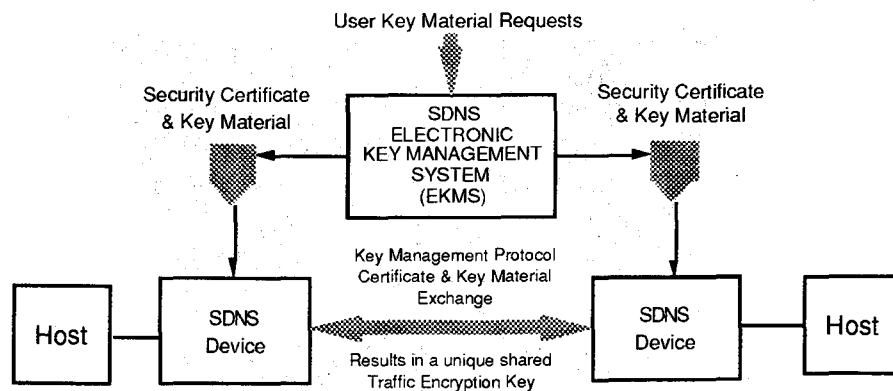 User Key Material Requests
Security Certificate
& Key Material
SDNS
ELECTRONIC
KEY MANAGEMENT
SYSTEM
(EKMS)
Security Certificate
& Key Material
Key Management Protocol
Certificate & Key Material
Exchange
Host
SDNS
Device
SDNS
Device
Host
Results in a unique shared
Traffic Encryption Key